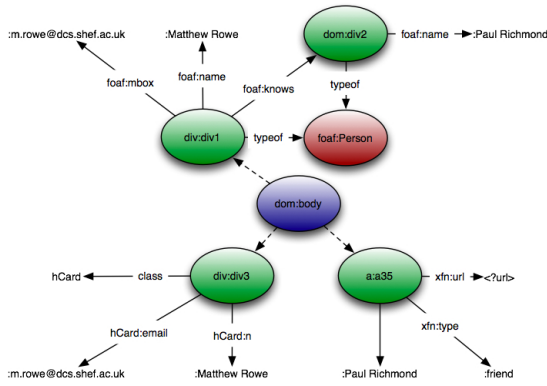 dom:div2
foaf:name
:Paul Richmond
:m.rowe@dcs.shef.ac.uk
:Matthew Rowe
foaf:mbox
foaf:name
foaf:knows
typeof
div:div1
typeof
foaf:Person
dom:body
hCard
class
div:div3
a:a35
xfn:url
<?url>
hCard:email
hCard:n
xfn:type
:m.rowe@dcs.shef.ac.uk
:Matthew Rowe
:Paul Richmond
:friend